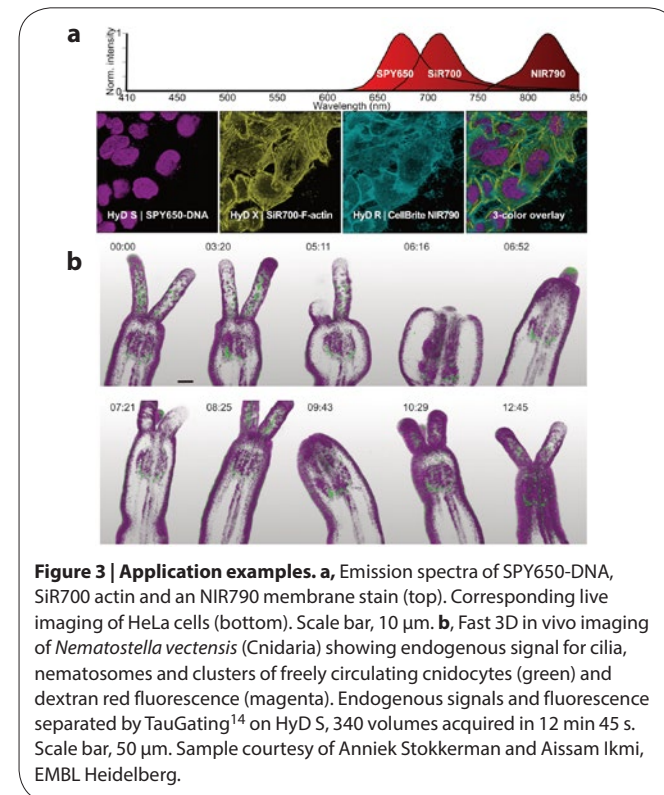 a
Norm. intensity
1
0
SPY650
SiR700
NIR790
410 450 500 550 600 650 700 750 800 850
Wavelength (nm)
HyD S | SPY650-DNA
HyD X | SiR700-F-actin
HyD R | CellBrite NIR790
3-color overlay
b
00:00 03:20 05:11 06:16 06:52
07:21 08:25 09:43 10:29 12:45
Figure 3 | Application examples. a, Emission spectra of SPY650-DNA,
SiR700 actin and an NIR790 membrane stain (top). Corresponding live
imaging of HeLa cells (bottom). Scale bar, 10 μm. b, Fast 3D in vivo imaging
of Nematostella vectensis (Cnidaria) showing endogenous signal for cilia,
nematosomes and clusters of freely circulating cnidocytes (green) and
dextran red fluorescence (magenta). Endogenous signals and fluorescence
separated by TauGating14 on HyD S, 340 volumes acquired in 12 min 45 s.
Scale bar, 50 μm. Sample courtesy of Anniek Stokkerman and Aissam Ikmi,
EMBL Heidelberg.